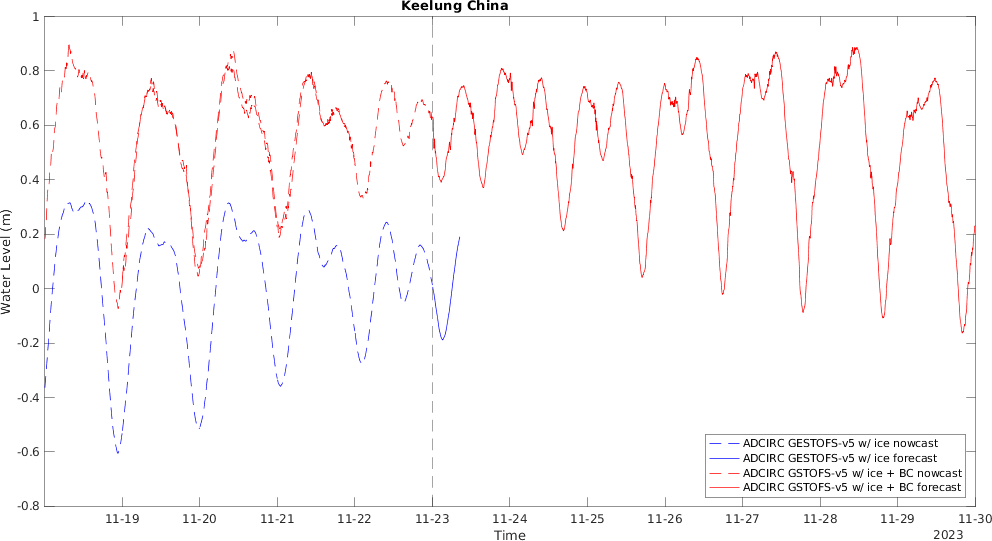 Keelung China
1
0.8
0.6
0.4
0.2
0
-0.2
-0.4
-0.6
-0.8
Water Level (m)
ADCIRC GESTOFS-v5 w/ ice nowcast
ADCIRC GESTOFS-v5 w/ ice forecast
ADCIRC GSTOFS-v5 w/ ice + BC nowcast
ADCIRC GSTOFS-v5 w/ ice + BC forecast
11-19 11-20 11-21 11-22 11-23 11-24 11-25 11-26 11-27 11-28 11-29 11-30
Time
2023